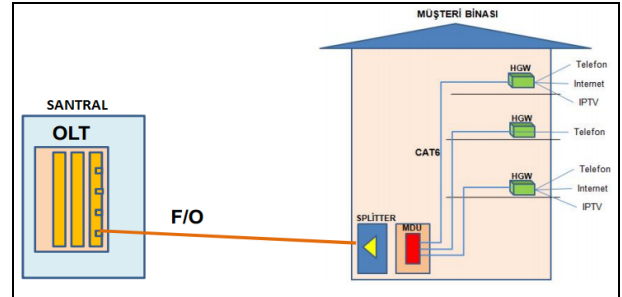 MÜŞTERİ BİNASI
SANTRAL
OLT
F/O
HGW
Telefon
Internet
IPTV
HGW
Telefon
CAT6
HGW
Telefon
Internet
IPTV
SPLİTTER
MDU